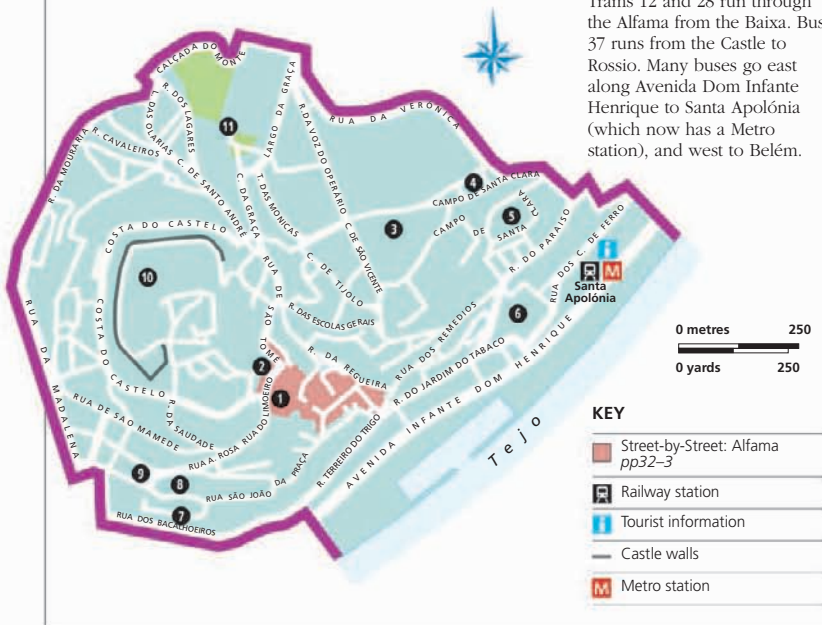 Trams 12 and 28 run through
the Alfama from the Baixa. Bus
37 runs from the Castle to
Rossio. Many buses go east
along Avenida Dom Infante
Henrique to Santa Apolónia
(which now has a Metro
station), and west to Belém.
CALÇADA DO MONTE
L. DAS OLARIAS
R. DOS LAGARES
LARGO DA GRAÇA
R. DA VOZ DO OPERÁRIO
RUA DA VERÓNICA
11
R. DA MOURARIA
R. CAVALEIROS
C. DE SANTO ANDRÉ
C. DA GRAÇA
T. DAS MONICAS
C. DE SÃO VICENTE
4
CAMPO DE SANTA CLARA
5
CAMPO DE SANTA CLARA
3
COSTA DO CASTELO
10
RUA DE SÃO TOMÉ
C. DE TIJOLO
R. DO PARAISO
RUA DOS C. DE FERRO
Santa
Apolónia
R. DAS ESCOLAS GERAIS
6
RUA DA MADALENA
COSTA DO CASTELO
2
1
R. DA REGUEIRA
RUA DOS REMEDIOS
R. DO JARDIM DO TABACO
AVENIDA INFANTE DOM HENRIQUE
RUA DE SAO MAMEDE
R. DA SAUDADE
RUA A. ROSA
RUA DO LIMOEIRO
R. TERREIRO DO TRIGO
Tejo
9
8
RUA SÃO JOÃO DA PRAÇA
7
RUA DOS BACALHOEIROS
0 metres 250
0 yards 250
KEY
Street-by-Street: Alfama
pp32–3
Railway station
Tourist information
Castle walls
M Metro station